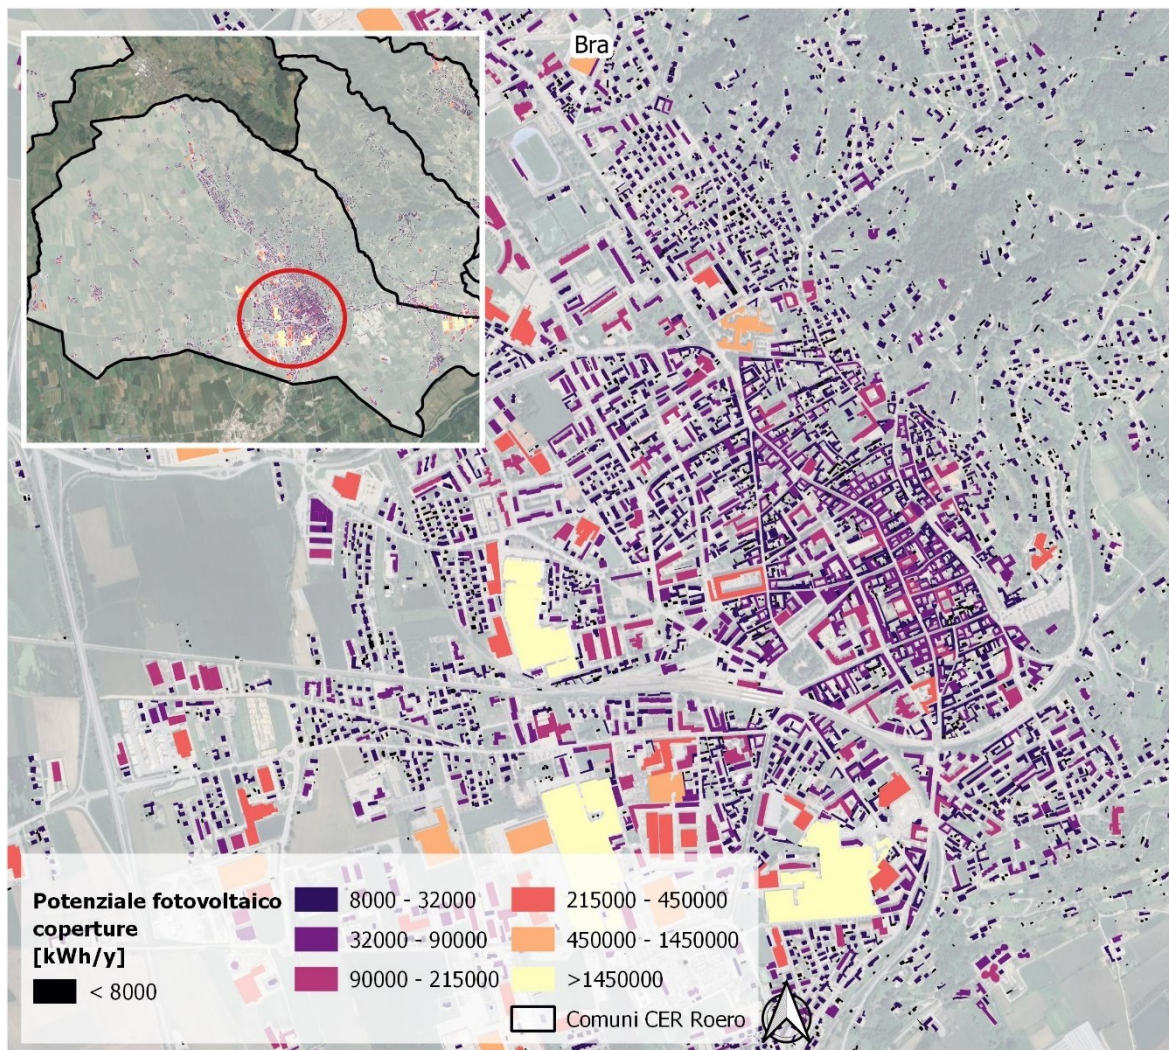 Bra
Potenziale fotovoltaico
coperture
[kWh/y]
< 8000
8000 - 32000
32000 - 90000
90000 - 215000
215000 - 450000
450000 - 1450000
>1450000
Comuni CER Roero